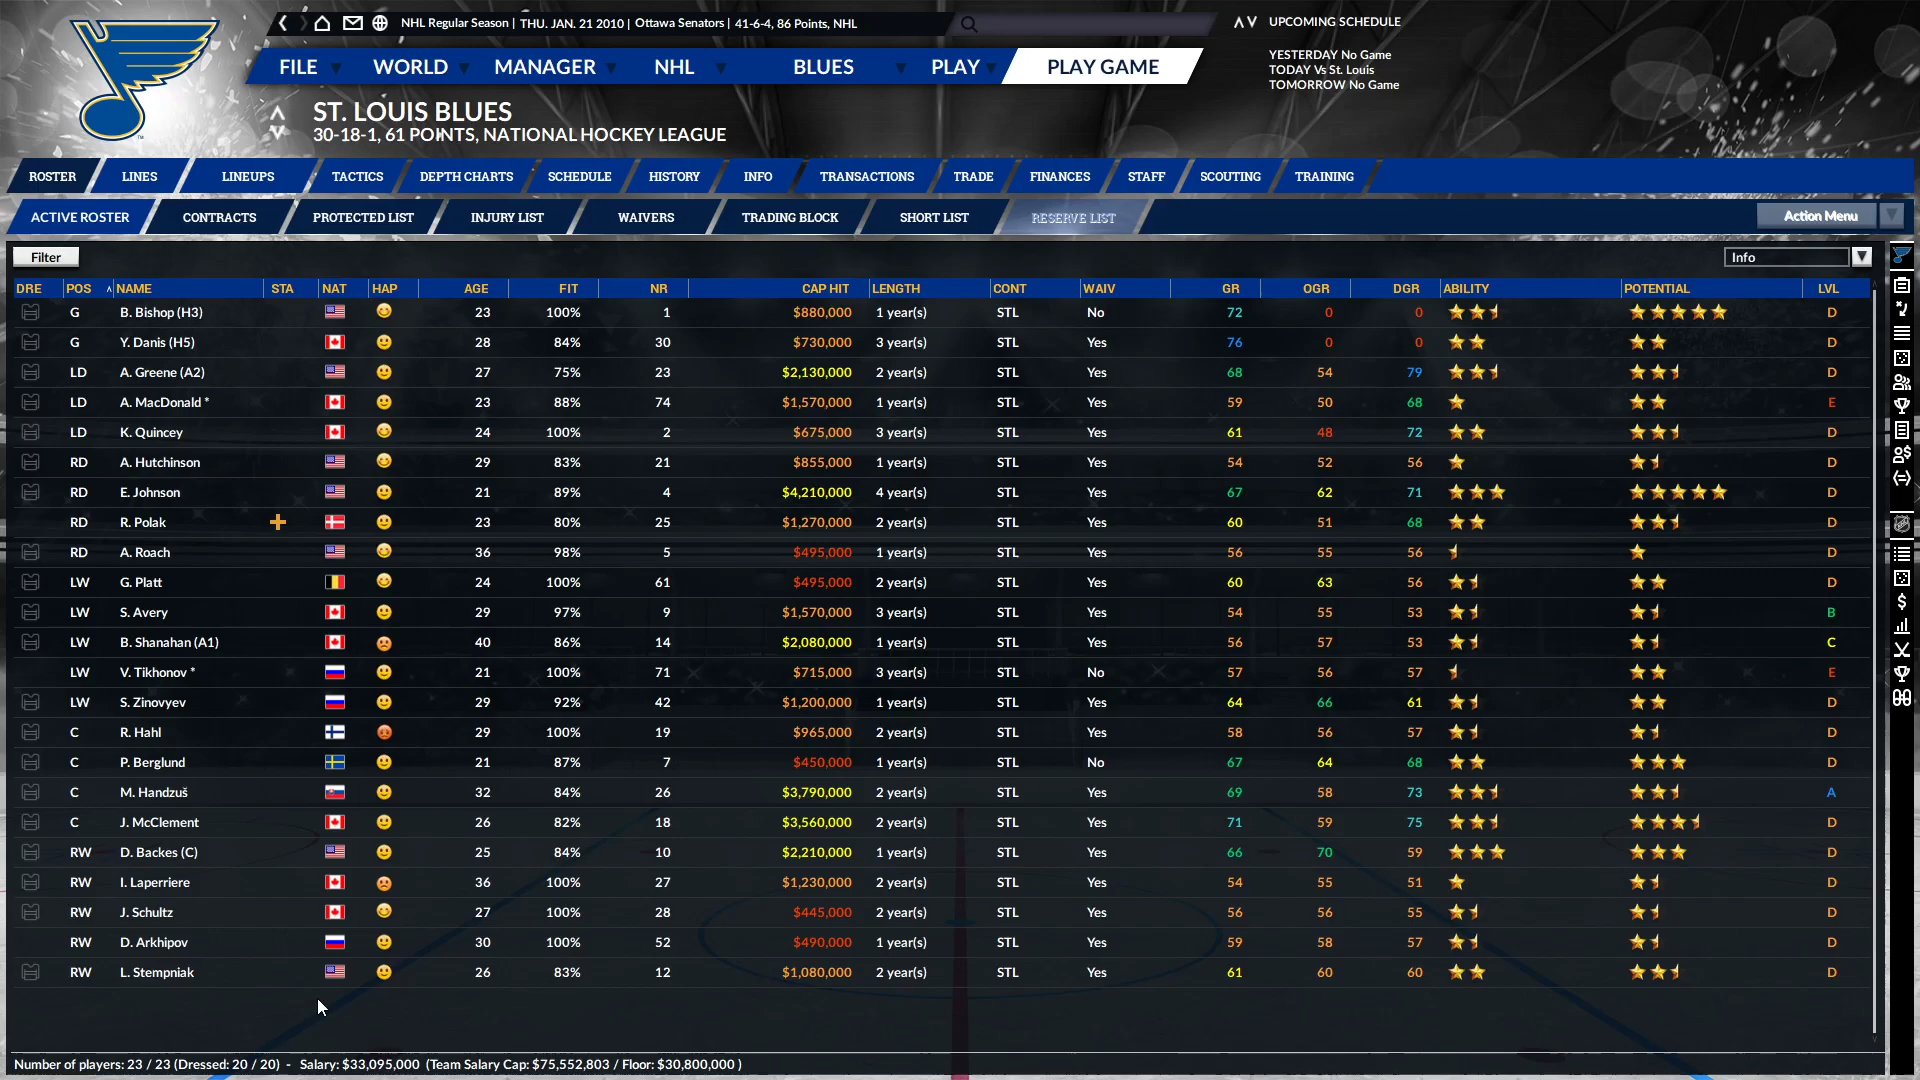 NHL Regular Season | THU. JAN. 21 2010 | Ottawa Senators | 41-6-4, 86 Points, NHL
UPCOMING SCHEDULE
YESTERDAY No Game
TODAY Vs St. Louis
TOMORROW No Game
FILE WORLD MANAGER NHL BLUES PLAY PLAY GAME
ST. LOUIS BLUES
30-18-1, 61 POINTS, NATIONAL HOCKEY LEAGUE
ROSTER LINES LINEUPS TACTICS DEPTH CHARTS SCHEDULE HISTORY INFO TRANSACTIONS TRADE FINANCES STAFF SCOUTING TRAINING
ACTIVE ROSTER CONTRACTS PROTECTED LIST INJURY LIST WAIVERS TRADING BLOCK SHORT LIST RESERVE LIST Action Menu
Filter Info
DRE POS NAME STA NAT HAP AGE FIT NR CAP HIT LENGTH CONT WAIV GR OGR DGR ABILITY POTENTIAL LVL
G B. Bishop (H3) 23 100% 1 $880,000 1 year(s) STL No 72 0 0 D
G Y. Danis (H5) 28 84% 30 $730,000 3 year(s) STL Yes 76 0 0 D
LD A. Greene (A2) 27 75% 23 $2,130,000 2 year(s) STL Yes 68 54 79 D
LD A. MacDonald * 23 88% 74 $1,570,000 1 year(s) STL Yes 59 50 68 E
LD K. Quincey 24 100% 2 $675,000 3 year(s) STL Yes 61 48 72 D
RD A. Hutchinson 29 83% 21 $855,000 1 year(s) STL Yes 54 52 56 D
RD E. Johnson 21 89% 4 $4,210,000 4 year(s) STL Yes 67 62 71 D
RD R. Polak 23 80% 25 $1,270,000 2 year(s) STL Yes 60 51 68 D
RD A. Roach 36 98% 5 $495,000 1 year(s) STL Yes 56 55 56 D
LW G. Platt 24 100% 61 $495,000 2 year(s) STL Yes 60 63 56 D
LW S. Avery 29 97% 9 $1,570,000 3 year(s) STL Yes 54 55 53 B
LW B. Shanahan (A1) 40 86% 14 $2,080,000 1 year(s) STL Yes 56 57 53 C
LW V. Tikhonov * 21 100% 71 $715,000 3 year(s) STL No 57 56 57 E
LW S. Zinovyev 29 92% 42 $1,200,000 1 year(s) STL Yes 64 66 61 D
C R. Hahl 29 100% 19 $965,000 2 year(s) STL Yes 58 56 57 D
C P. Berglund 21 87% 7 $450,000 1 year(s) STL No 67 64 68 D
C M. Handzuš 32 84% 26 $3,790,000 2 year(s) STL Yes 69 58 73 A
C J. McClement 26 82% 18 $3,560,000 2 year(s) STL Yes 71 59 75 D
RW D. Backes (C) 25 84% 10 $2,210,000 1 year(s) STL Yes 66 70 59 D
RW I. Laperriere 36 100% 27 $1,230,000 2 year(s) STL Yes 54 55 51 D
RW J. Schultz 27 100% 28 $445,000 2 year(s) STL Yes 56 56 55 D
RW D. Arkhipov 30 100% 52 $490,000 1 year(s) STL Yes 59 58 57 D
RW L. Stempniak 26 83% 12 $1,080,000 2 year(s) STL Yes 61 60 60 D
Number of players: 23 / 23 (Dressed: 20 / 20) - Salary: $33,095,000 (Team Salary Cap: $75,552,803 / Floor: $30,800,000 )